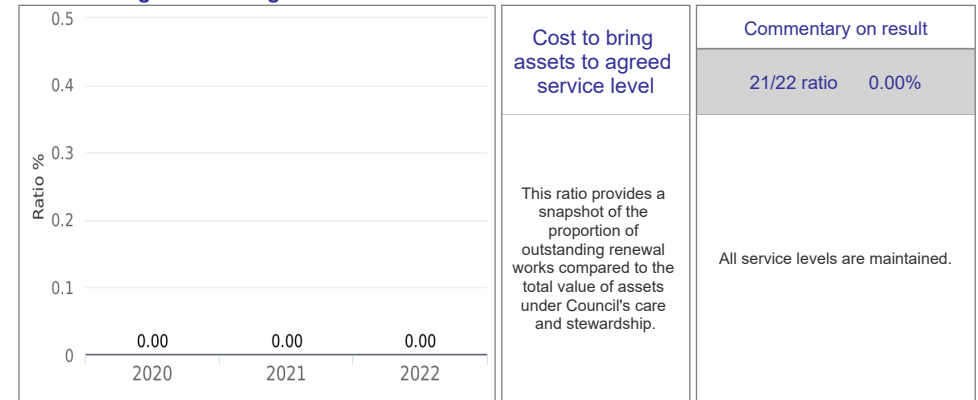 0.5
0.4
0.3
0.2
0.1
0
Ratio %
0.00 0.00 0.00
2020 2021 2022
Cost to bring
assets to agreed
service level
This ratio provides a
snapshot of the
proportion of
outstanding renewal
works compared to the
total value of assets
under Council's care
and stewardship.
Commentary on result
21/22 ratio 0.00%
All service levels are maintained.